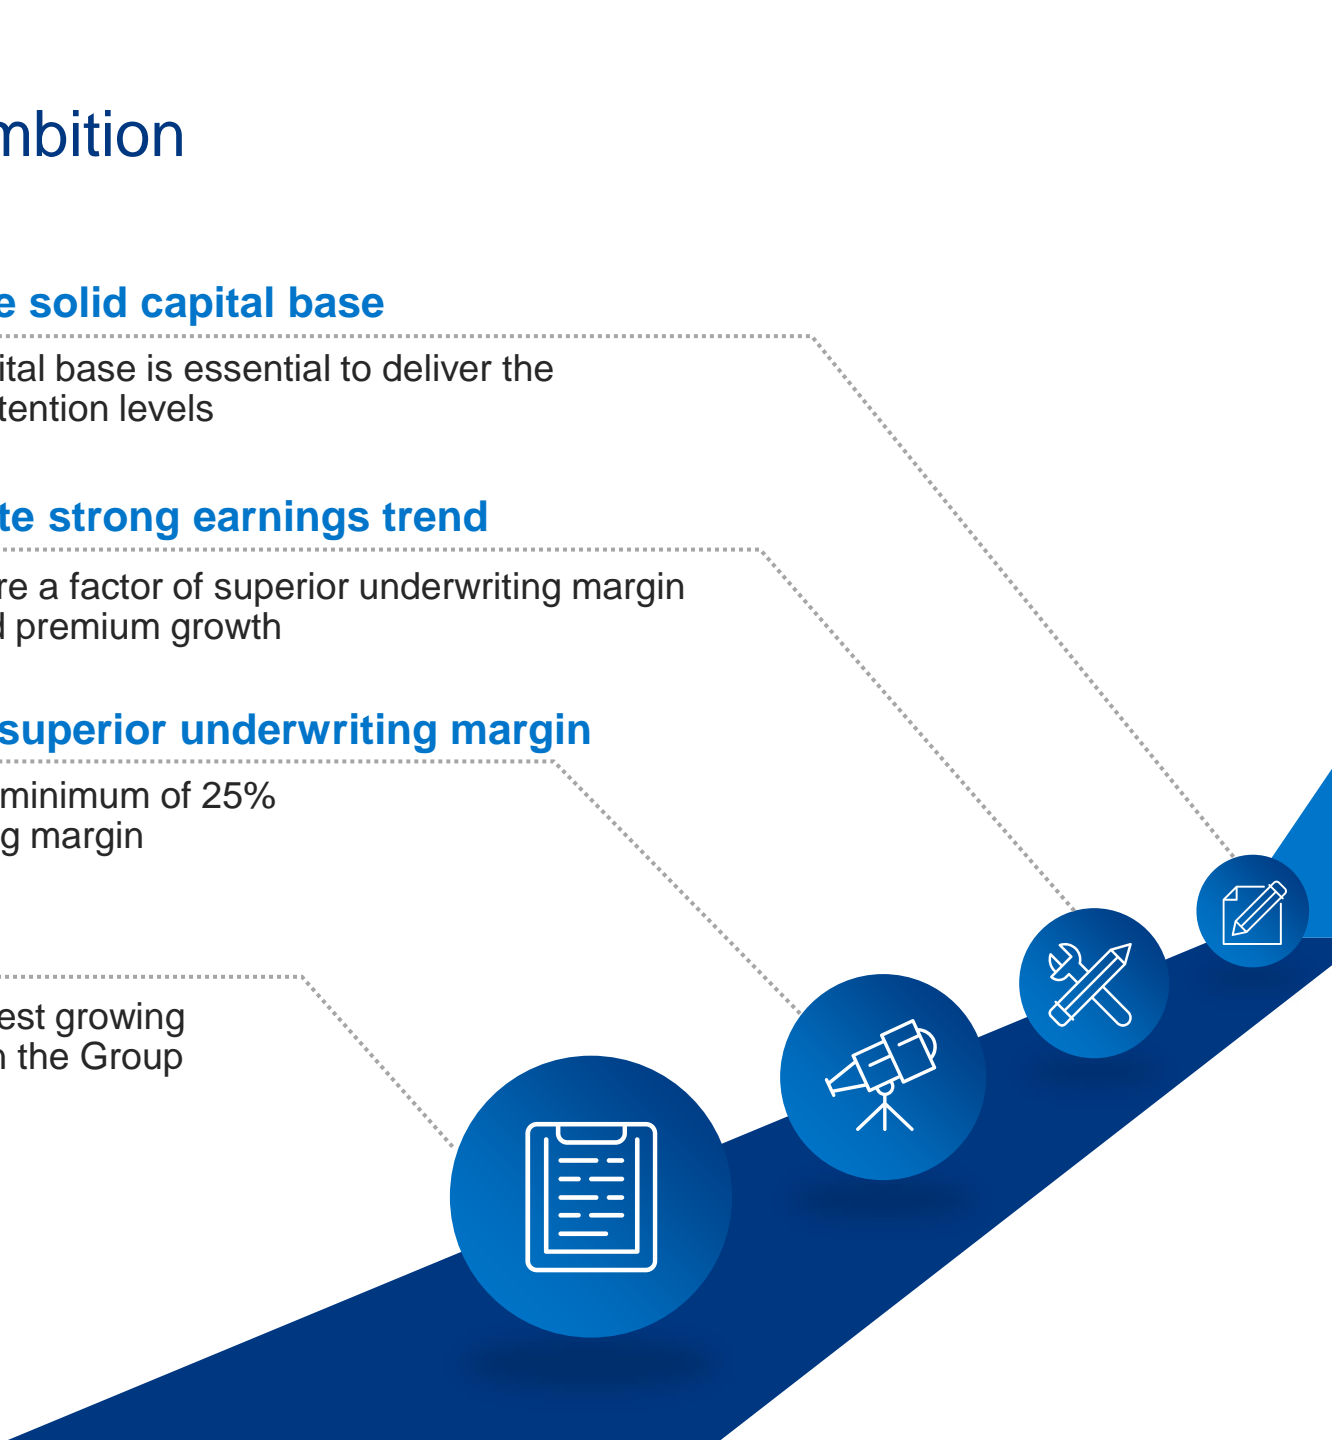 mbition
e solid capital base
ital base is essential to deliver the
tention levels
te strong earnings trend
re a factor of superior underwriting margin
d premium growth
superior underwriting margin
minimum of 25%
g margin
est growing
n the Group